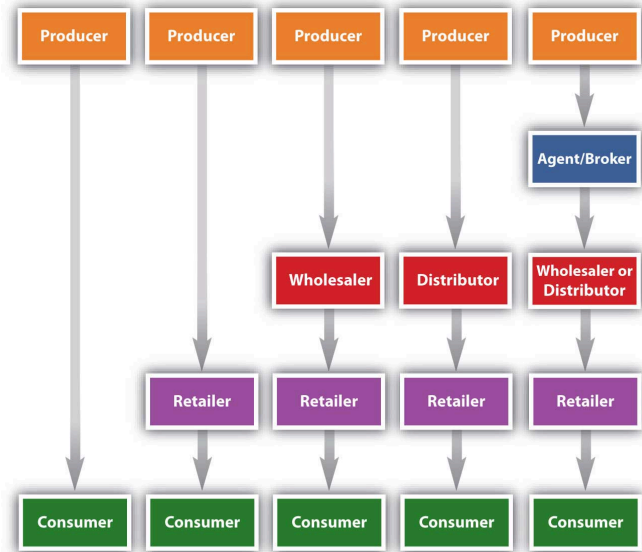 Producer
Producer
Producer
Producer
Producer
Agent/Broker
Wholesaler
Distributor
Wholesaler or
Distributor
Retailer
Retailer
Retailer
Retailer
Consumer
Consumer
Consumer
Consumer
Consumer